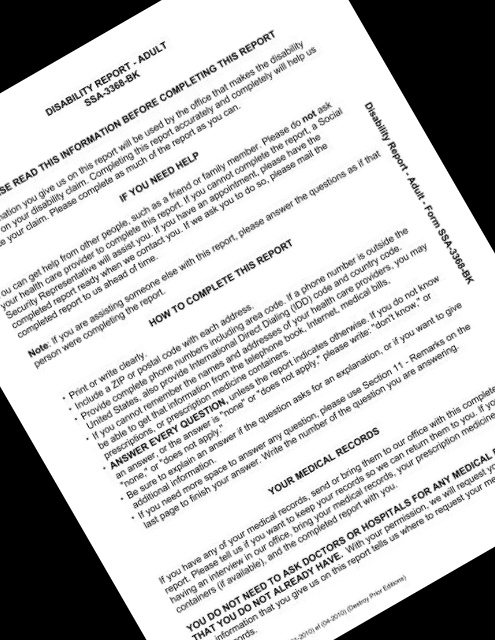 DISABILITY REPORT - ADULT
SSA-3368-BK
READ THIS INFORMATION BEFORE COMPLETING THIS REPORT
you give us on this report will be used by the office that makes the disability
on your disability claim. Completing this report accurately and completely will help us
your claim. Please complete as much of the report as you can.
IF YOU NEED HELP
can get help from other people, such as a friend or family member. Please do not ask
your health care provider to complete this report. If you cannot complete the report, a Social
Security Representative will assist you. If you have an appointment, please have the
completed report ready when we contact you. If we ask you to do so, please mail the
completed report to us ahead of time.
Note: If you are assisting someone else with this report, please answer the questions as if that
person were completing the report.
HOW TO COMPLETE THIS REPORT
• Print or write clearly.
• Include a ZIP or postal code with each address.
• Provide complete phone numbers including area code. If a phone number is outside the
United States, also provide International Direct Dialing (IDD) code and country code.
• If you cannot remember the names and addresses of your health care providers, you may
be able to get that information from the telephone book, Internet, medical bills,
prescriptions, or prescription medicine containers.
• ANSWER EVERY QUESTION, unless the report indicates otherwise. If you do not know
an answer, or the answer is "none" or "does not apply," please write: "don't know," or
"none," or "does not apply."
• Be sure to explain an answer if the question asks for an explanation, or if you want to give
additional information.
• If you need more space to answer any question, please use Section 11 - Remarks on the
last page to finish your answer. Write the number of the question you are answering.
YOUR MEDICAL RECORDS
If you have any of your medical records, send or bring them to our office with this
report. Please tell us if you want to keep your records so we can return them to you. If
having an interview in our office, bring your medical records, your prescription
containers (if available), and the completed report with you.
YOU DO NOT NEED TO ASK DOCTORS OR HOSPITALS FOR ANY MEDICAL
THAT YOU DO NOT ALREADY HAVE. With your permission, we will request
information that you give us on this report tells us where to request your
ef (04-2010) (Destroy Prior Editions)
Disability Report - Adult - Form SSA-3368-BK